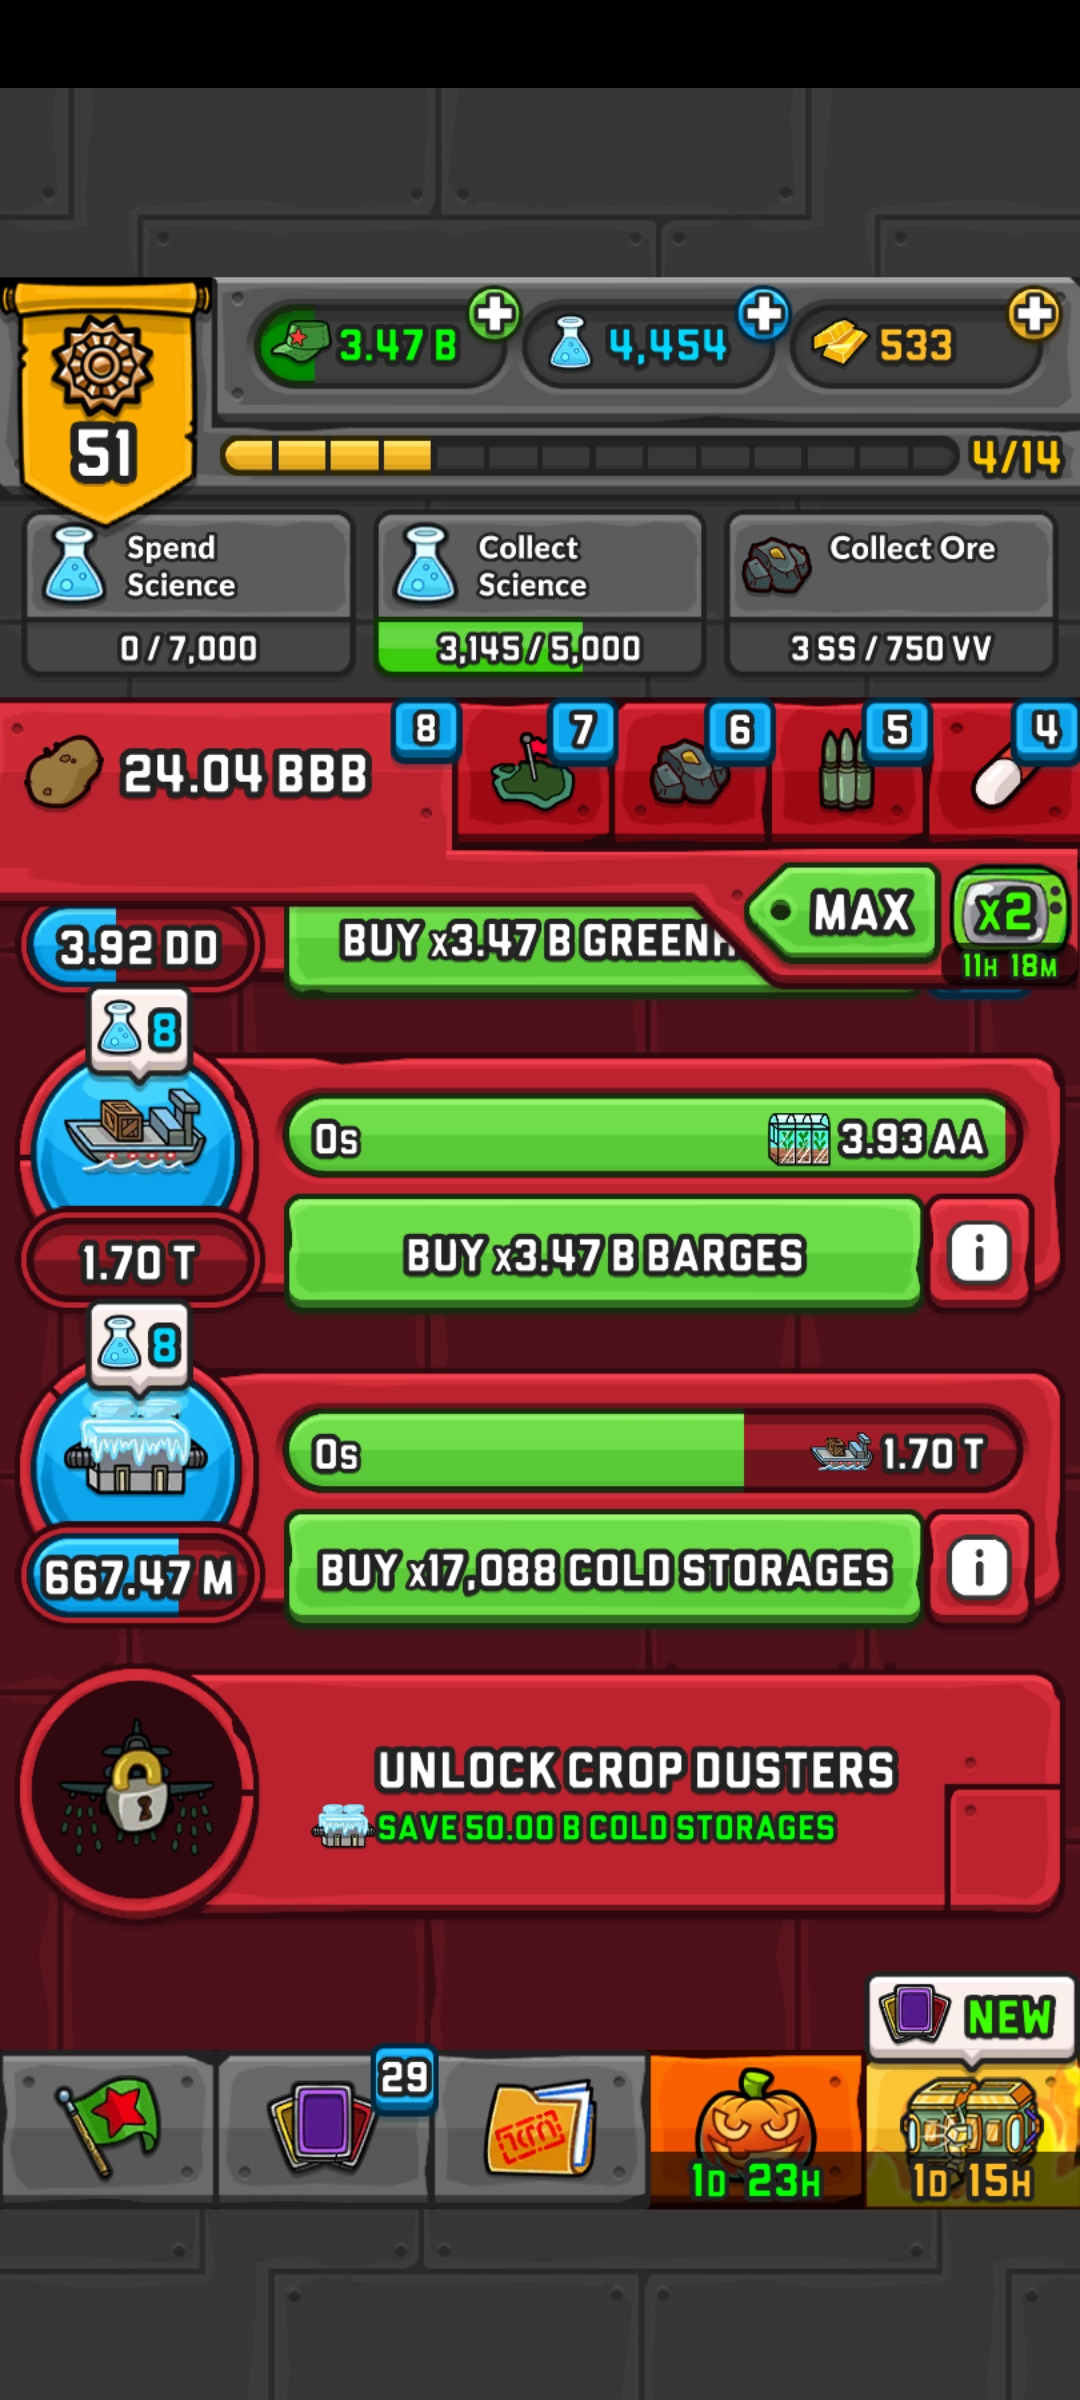 3.47 B
4,454
533
51
4/14
Spend
Science
0 / 7,000
Collect
Science
3,145 / 5,000
Collect Ore
3 SS / 750 VV
24.04 BBB
8
7
6
5
4
MAX
x2
11H 18M
3.92 DD
BUY x3.47 B GREENH
8
0s
3.93 AA
1.70 T
BUY x3.47 B BARGES
i
8
0s
1.70 T
667.47 M
BUY x17,088 COLD STORAGES
i
UNLOCK CROP DUSTERS
SAVE 50.00 B COLD STORAGES
NEW
29
1D 23H
1D 15H